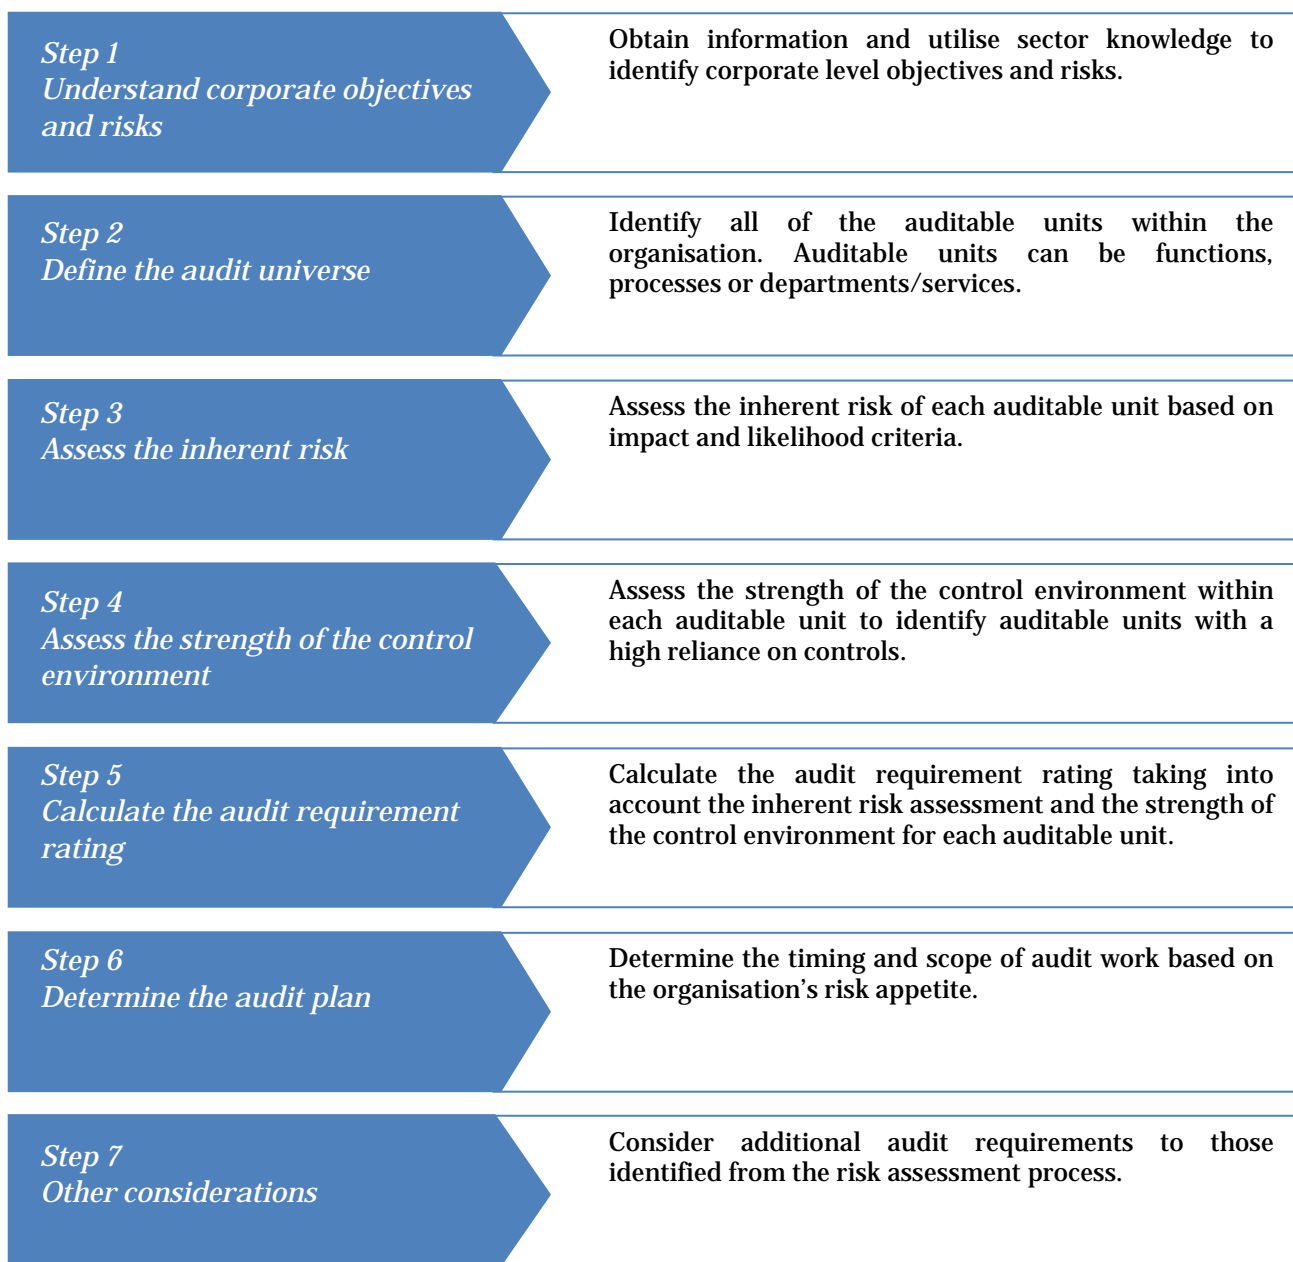 Step 1
Understand corporate objectives
and risks
Obtain information and utilise sector knowledge to
identify corporate level objectives and risks.
Step 2
Define the audit universe
Identify all of the auditable units within the
organisation. Auditable units can be functions,
processes or departments/services.
Step 3
Assess the inherent risk
Assess the inherent risk of each auditable unit based on
impact and likelihood criteria.
Step 4
Assess the strength of the control
environment
Assess the strength of the control environment within
each auditable unit to identify auditable units with a
high reliance on controls.
Step 5
Calculate the audit requirement
rating
Calculate the audit requirement rating taking into
account the inherent risk assessment and the strength of
the control environment for each auditable unit.
Step 6
Determine the audit plan
Determine the timing and scope of audit work based on
the organisation’s risk appetite.
Step 7
Other considerations
Consider additional audit requirements to those
identified from the risk assessment process.